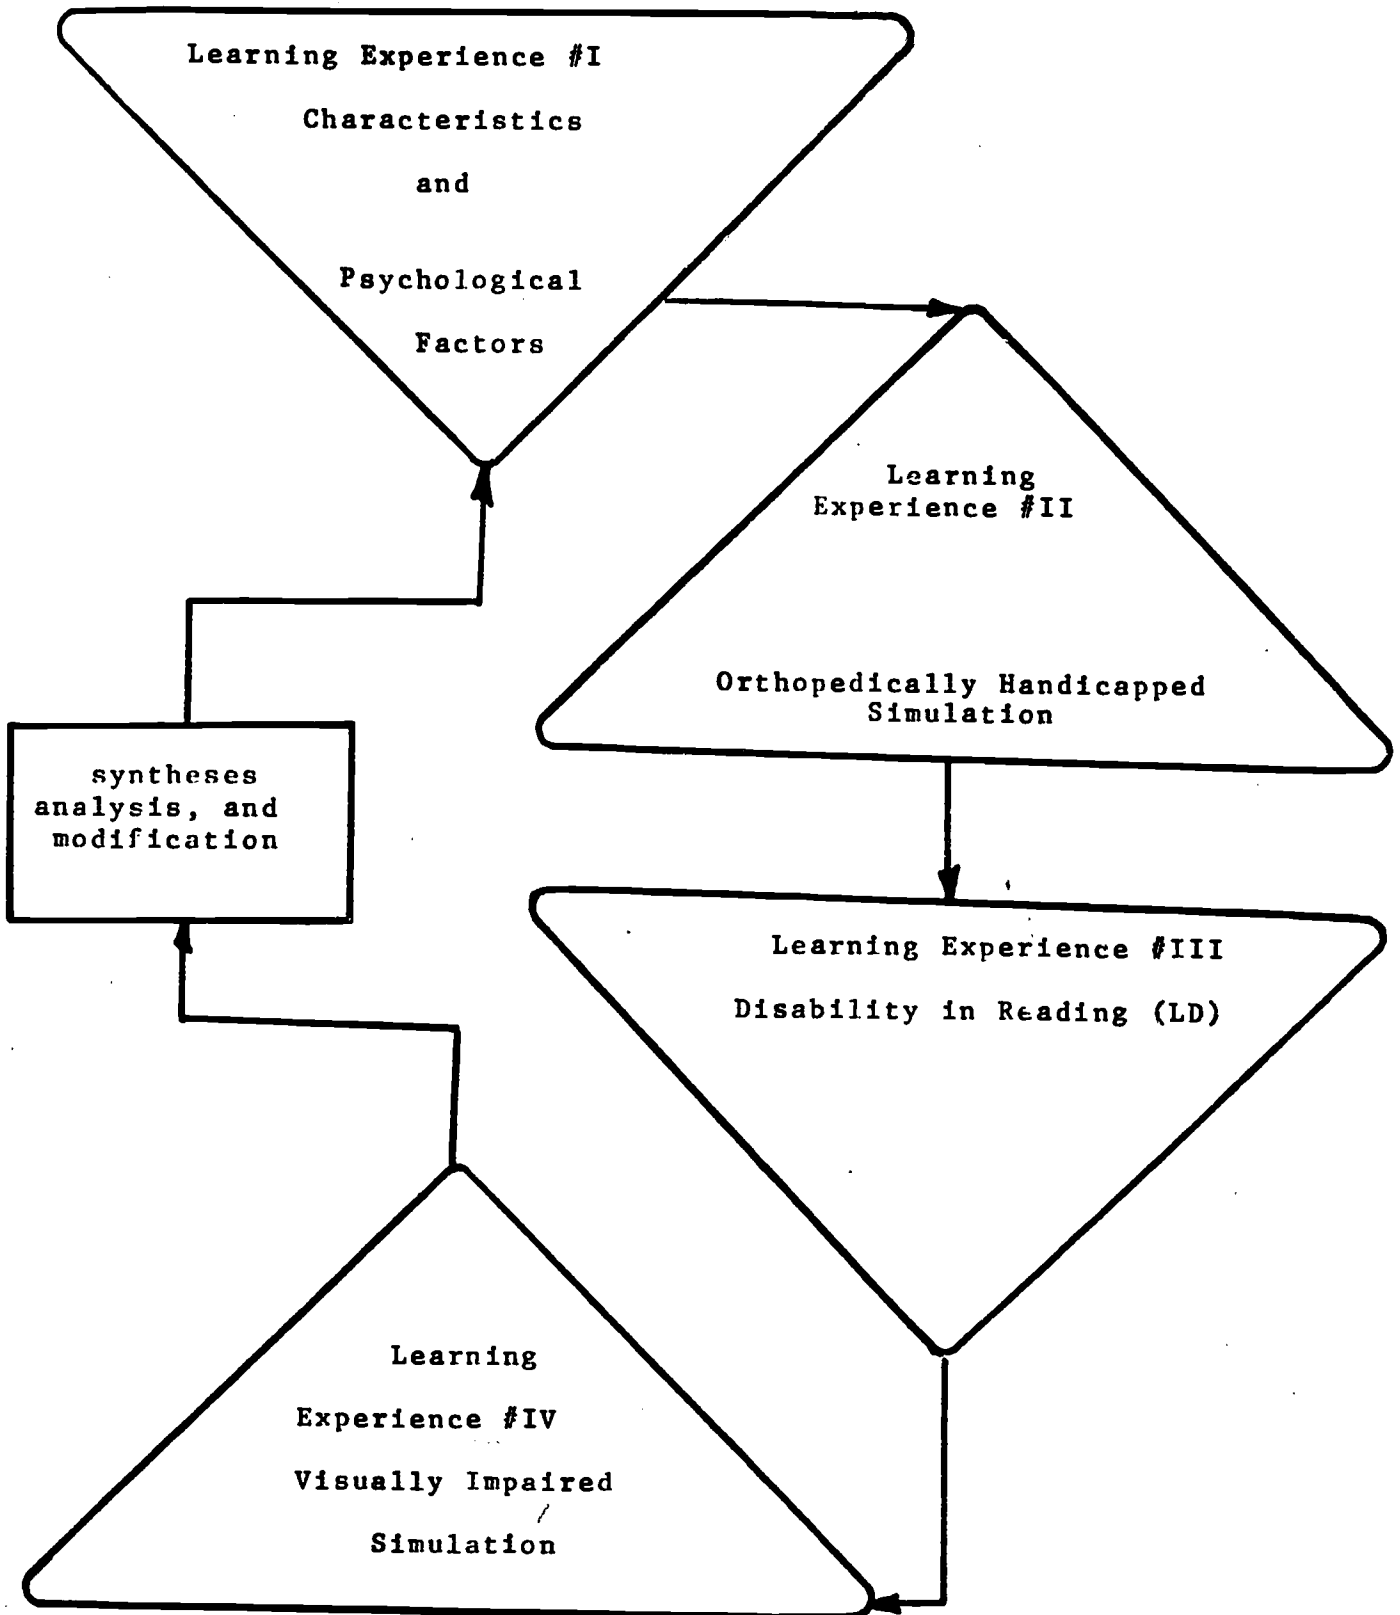 Learning Experience #I
Characteristics
and
Psychological
Factors
Learning
Experience #II
Orthopedically Handicapped
Simulation
Learning Experience #III
Disability in Reading (LD)
Learning
Experience #IV
Visually Impaired
Simulation
syntheses
analysis, and
modification